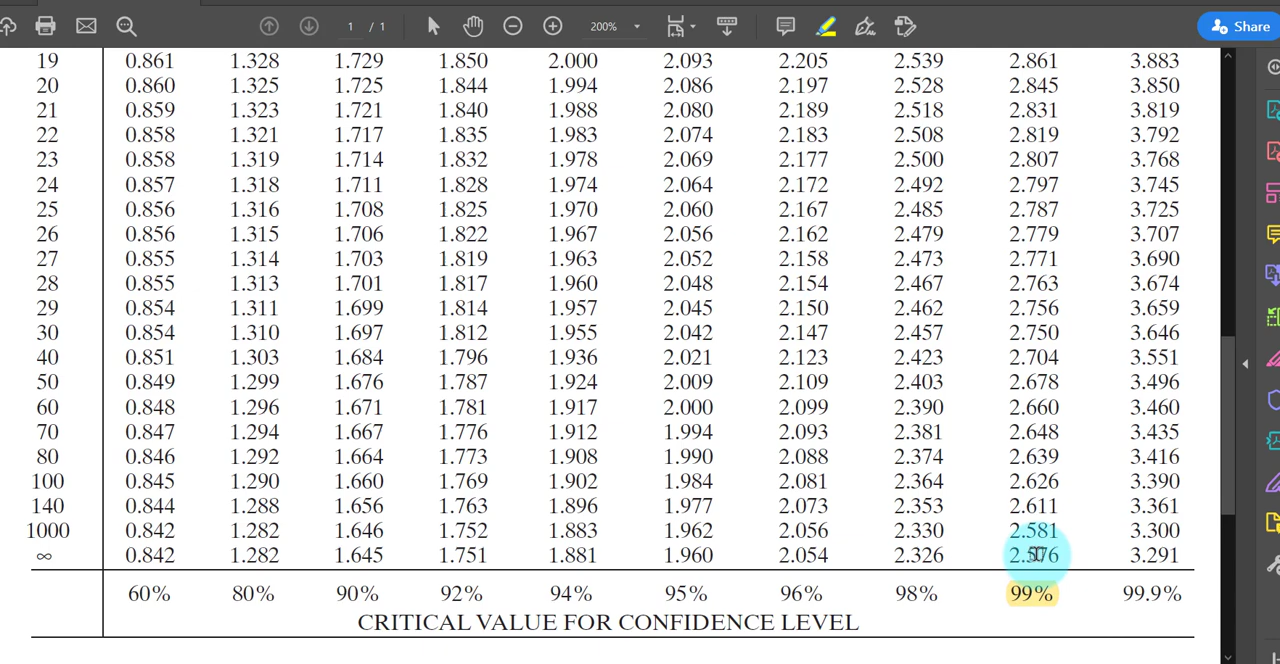 1 / 1 200% Share
19 0.861 1.328 1.729 1.850 2.000 2.093 2.205 2.539 2.861 3.883
20 0.860 1.325 1.725 1.844 1.994 2.086 2.197 2.528 2.845 3.850
21 0.859 1.323 1.721 1.840 1.988 2.080 2.189 2.518 2.831 3.819
22 0.858 1.321 1.717 1.835 1.983 2.074 2.183 2.508 2.819 3.792
23 0.858 1.319 1.714 1.832 1.978 2.069 2.177 2.500 2.807 3.768
24 0.857 1.318 1.711 1.828 1.974 2.064 2.172 2.492 2.797 3.745
25 0.856 1.316 1.708 1.825 1.970 2.060 2.167 2.485 2.787 3.725
26 0.856 1.315 1.706 1.822 1.967 2.056 2.162 2.479 2.779 3.707
27 0.855 1.314 1.703 1.819 1.963 2.052 2.158 2.473 2.771 3.690
28 0.855 1.313 1.701 1.817 1.960 2.048 2.154 2.467 2.763 3.674
29 0.854 1.311 1.699 1.814 1.957 2.045 2.150 2.462 2.756 3.659
30 0.854 1.310 1.697 1.812 1.955 2.042 2.147 2.457 2.750 3.646
40 0.851 1.303 1.684 1.796 1.936 2.021 2.123 2.423 2.704 3.551
50 0.849 1.299 1.676 1.787 1.924 2.009 2.109 2.403 2.678 3.496
60 0.848 1.296 1.671 1.781 1.917 2.000 2.099 2.390 2.660 3.460
70 0.847 1.294 1.667 1.776 1.912 1.994 2.093 2.381 2.648 3.435
80 0.846 1.292 1.664 1.773 1.908 1.990 2.088 2.374 2.639 3.416
100 0.845 1.290 1.660 1.769 1.902 1.984 2.081 2.364 2.626 3.390
140 0.844 1.288 1.656 1.763 1.896 1.977 2.073 2.353 2.611 3.361
1000 0.842 1.282 1.646 1.752 1.883 1.962 2.056 2.330 2.581 3.300
∞ 0.842 1.282 1.645 1.751 1.881 1.960 2.054 2.326 2.576 3.291
60% 80% 90% 92% 94% 95% 96% 98% 99% 99.9%
CRITICAL VALUE FOR CONFIDENCE LEVEL